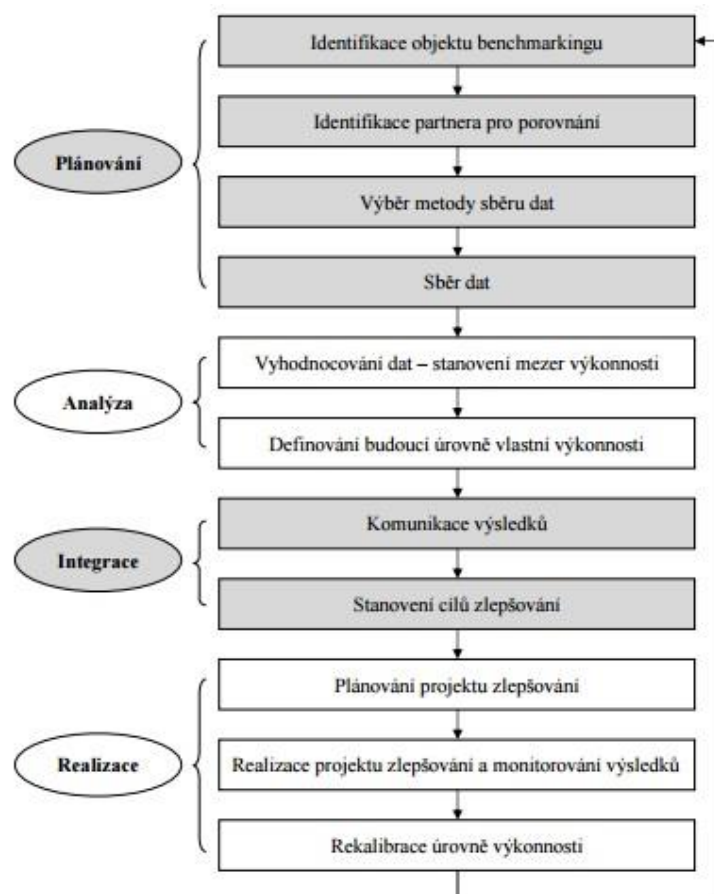 Plánování
Identifikace objektu benchmarkingu
Identifikace partnera pro porovnání
Výběr metody sběru dat
Sběr dat
Analýza
Vyhodnocování dat – stanovení mezer výkonnosti
Definování budoucí úrovně vlastní výkonnosti
Integrace
Komunikace výsledků
Stanovení cílů zlepšování
Realizace
Plánování projektu zlepšování
Realizace projektu zlepšování a monitorování výsledků
Rekalibrace úrovně výkonnosti